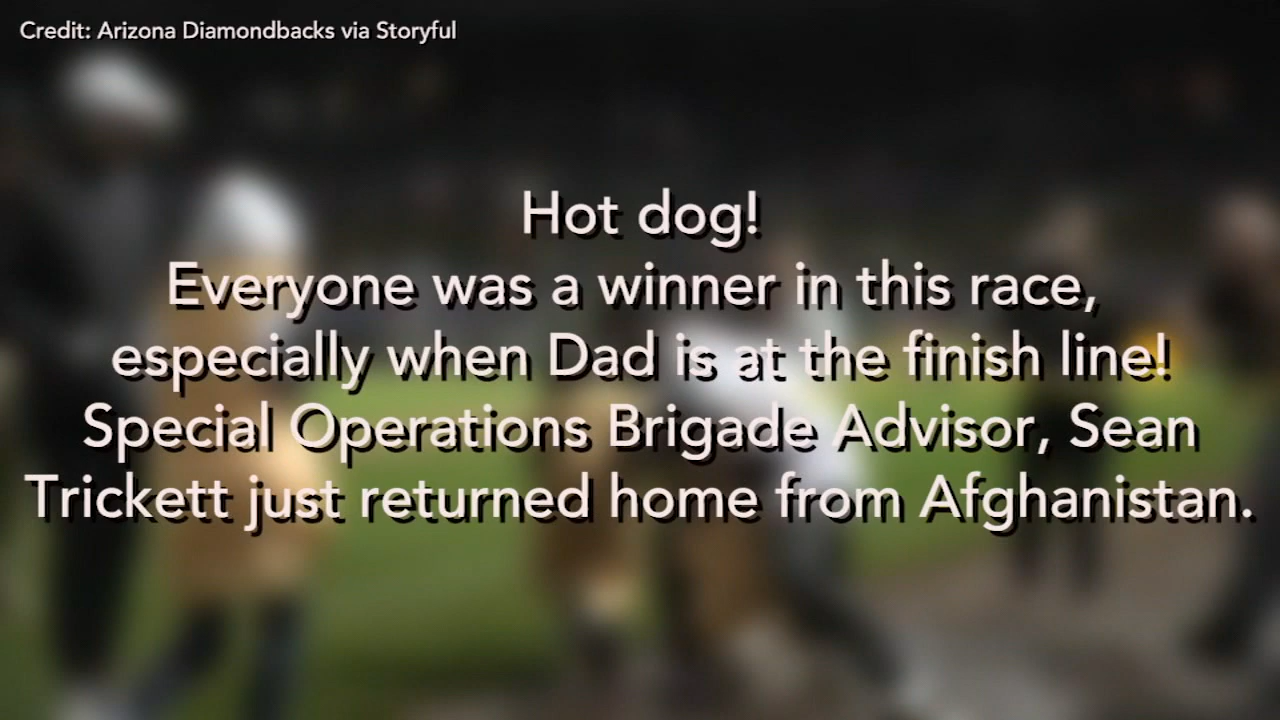 Credit: Arizona Diamondbacks via Storyful
Hot dog!
Everyone was a winner in this race,
especially when Dad is at the finish line!
Special Operations Brigade Advisor, Sean
Trickett just returned home from Afghanistan.